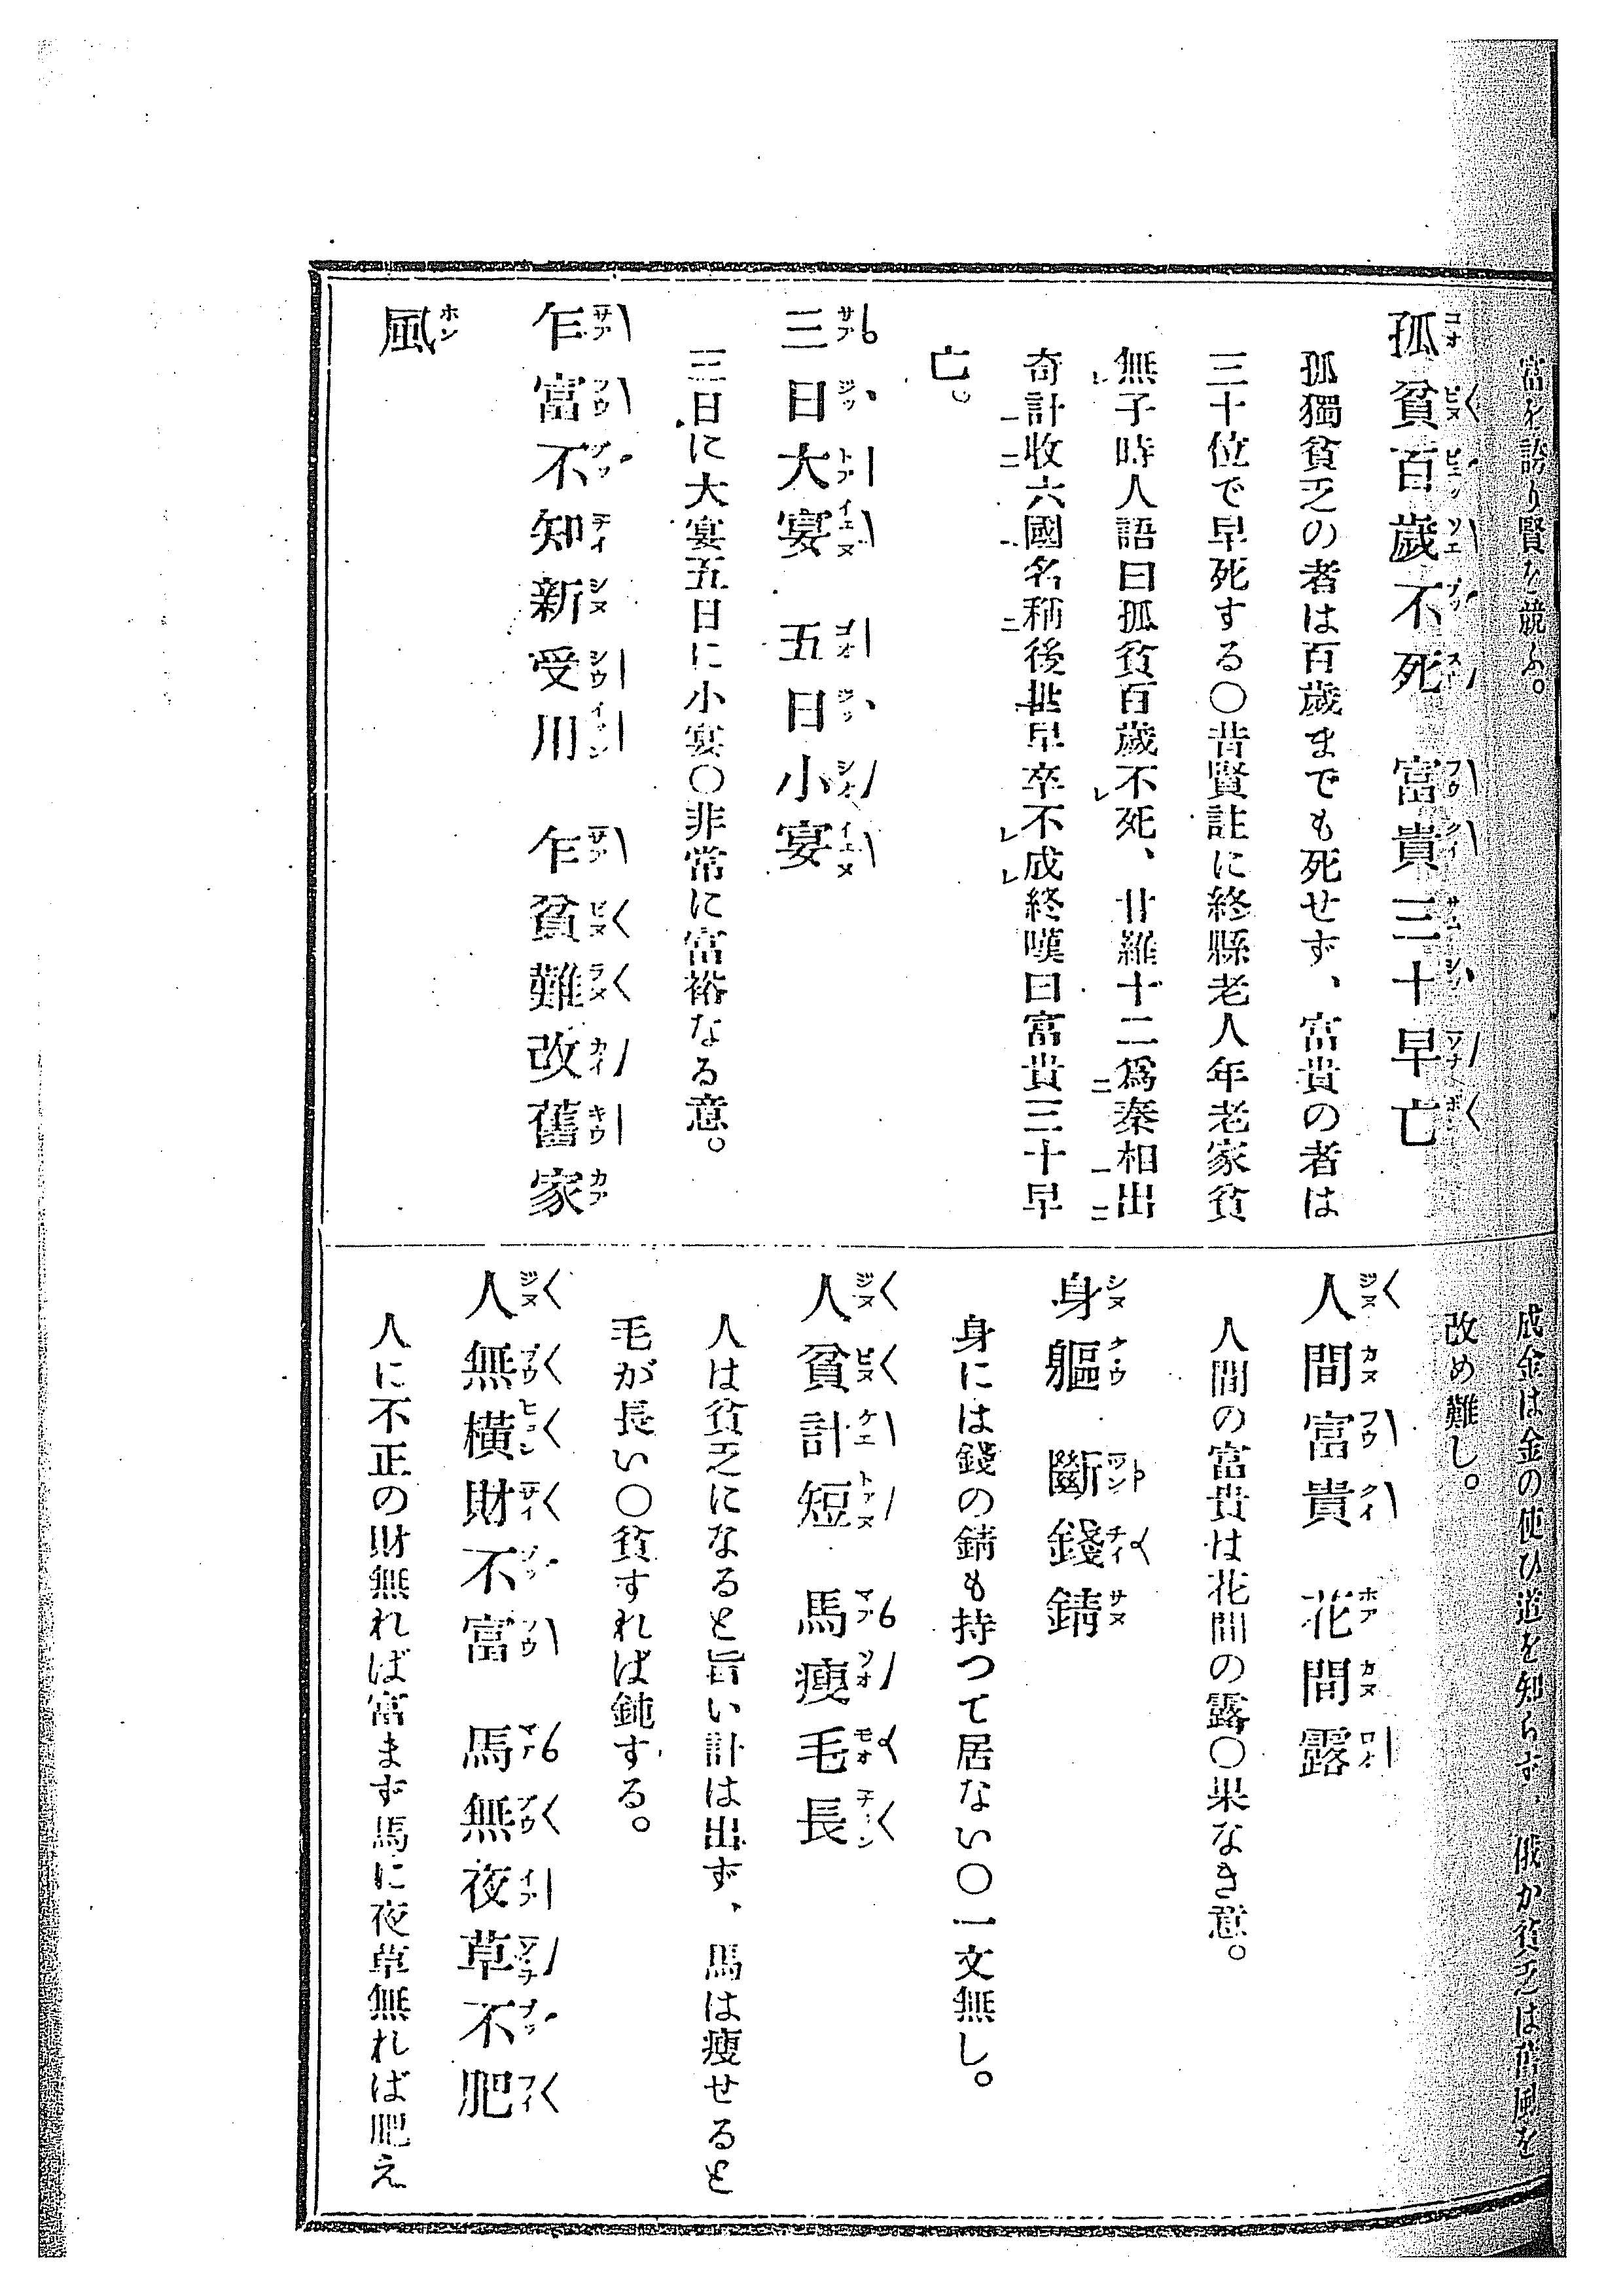 富を誇り賢を競ふ。
孤貧百歲不死　富貴三十早亡
孤獨貧乏の者は百歲までも死せず、富貴の者は
三十位で早死する〇昔賢註に終縣老人年老家貧
無子時人語曰孤貧百歲不死、甘羅十二爲秦相出
奇計收六國名稱後世早卒不成終嘆曰富貴三十早
亡。
三日大宴　五日小宴
三日に大宴五日に小宴〇非常に富裕なる意。
乍富不知新受川　乍貧難改舊家
風
成金は金の使ひ道を知らず、俄か貧乏は舊風を
改め難し。
人間富貴　花間露
人間の富貴は花間の露〇果なき意。
身軀　斷錢錆
身には錢の錆も持つて居ない〇一文無し。
人貧計短　馬瘦毛長
人は貧乏になると旨い計は出ず、馬は瘦せると
毛が長い〇貧すれば鈍する。
人無橫財不富　馬無夜草不肥
人に不正の財無れば富まず馬に夜草無れば肥え